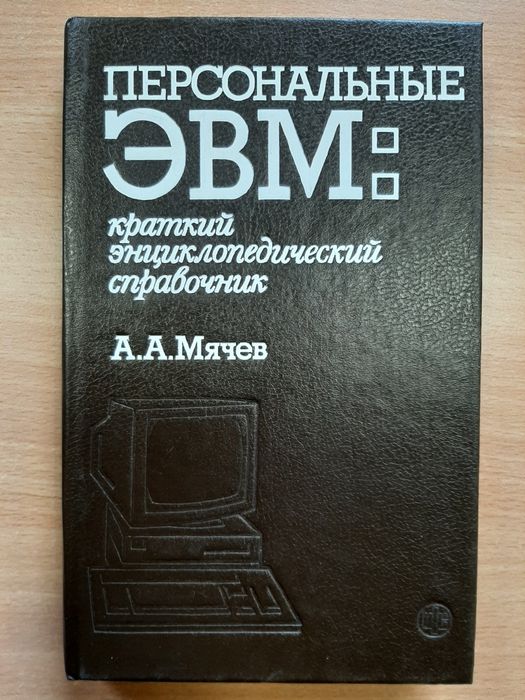 ПЕРСОНАЛЬНЫЕ
ЭВМ:
краткий
энциклопедический
справочник
А.А.Мячев